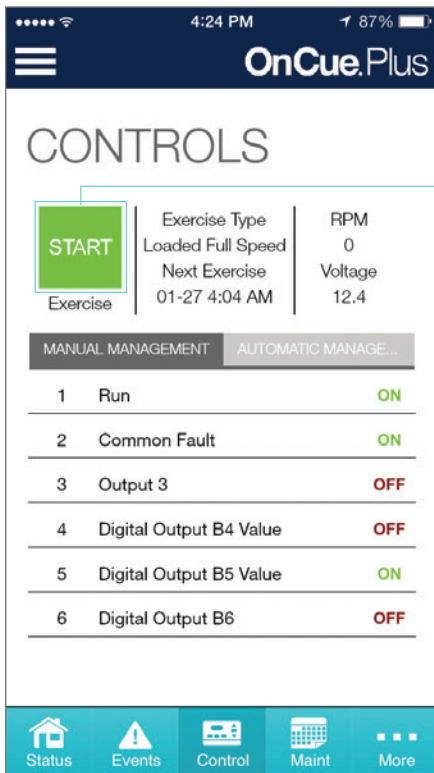 4:24 PM 87%
OnCue.Plus
CONTROLS
START
Exercise
Exercise Type
Loaded Full Speed
Next Exercise
01-27 4:04 AM
RPM
0
Voltage
12.4
MANUAL MANAGEMENT AUTOMATIC MANAGE...
1 Run ON
2 Common Fault ON
3 Output 3 OFF
4 Digital Output B4 Value OFF
5 Digital Output B5 Value ON
6 Digital Output B6 OFF
Status Events Control Maint More